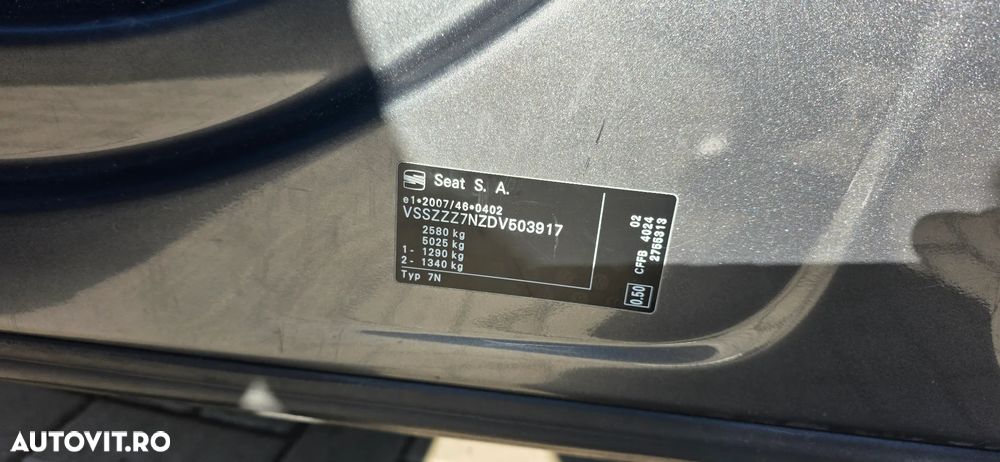 Seat S. A.
e1*2007/46*0402
VSSZZZ7NZDV503917
2580 kg
5025 kg
1- 1290 kg
2- 1340 kg
Typ 7N
02
CFFB 4024
2755313
0.50
AUTOVIT.RO